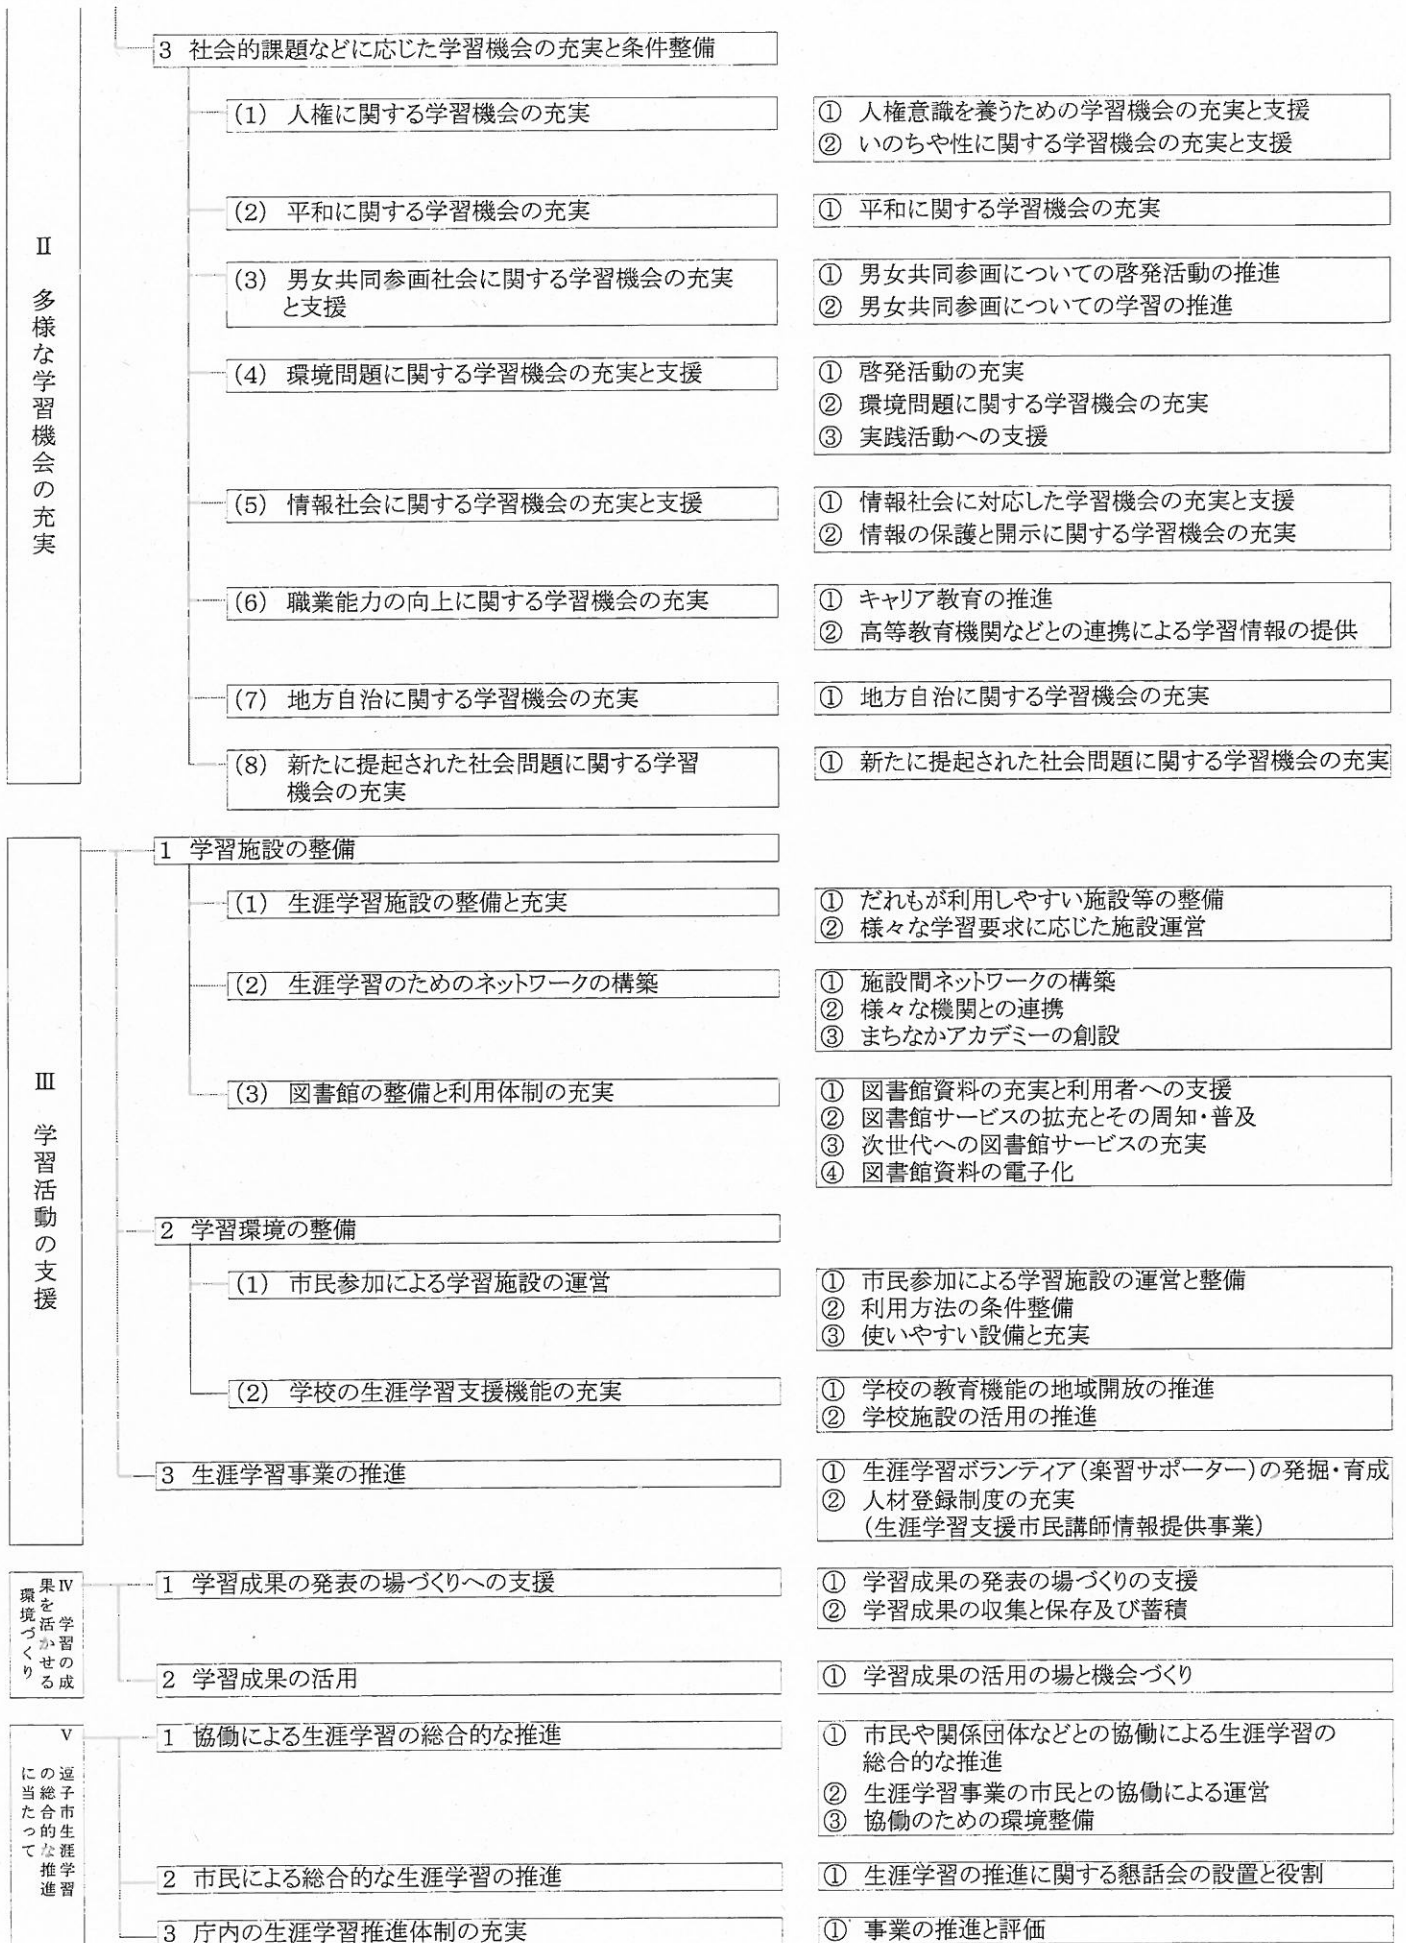 Ⅱ 多様な学習機会の充実
3 社会的課題などに応じた学習機会の充実と条件整備
(1) 人権に関する学習機会の充実
① 人権意識を養うための学習機会の充実と支援
② いのちや性に関する学習機会の充実と支援
(2) 平和に関する学習機会の充実
① 平和に関する学習機会の充実
(3) 男女共同参画社会に関する学習機会の充実
と支援
① 男女共同参画についての啓発活動の推進
② 男女共同参画についての学習の推進
(4) 環境問題に関する学習機会の充実と支援
① 啓発活動の充実
② 環境問題に関する学習機会の充実
③ 実践活動への支援
(5) 情報社会に関する学習機会の充実と支援
① 情報社会に対応した学習機会の充実と支援
② 情報の保護と開示に関する学習機会の充実
(6) 職業能力の向上に関する学習機会の充実
① キャリア教育の推進
② 高等教育機関などとの連携による学習情報の提供
(7) 地方自治に関する学習機会の充実
① 地方自治に関する学習機会の充実
(8) 新たに提起された社会問題に関する学習
機会の充実
① 新たに提起された社会問題に関する学習機会の充実
Ⅲ 学習活動の支援
1 学習施設の整備
(1) 生涯学習施設の整備と充実
① だれもが利用しやすい施設等の整備
② 様々な学習要求に応じた施設運営
(2) 生涯学習のためのネットワークの構築
① 施設間ネットワークの構築
② 様々な機関との連携
③ まちなかアカデミーの創設
(3) 図書館の整備と利用体制の充実
① 図書館資料の充実と利用者への支援
② 図書館サービスの拡充とその周知・普及
③ 次世代への図書館サービスの充実
④ 図書館資料の電子化
2 学習環境の整備
(1) 市民参加による学習施設の運営
① 市民参加による学習施設の運営と整備
② 利用方法の条件整備
③ 使いやすい設備と充実
(2) 学校の生涯学習支援機能の充実
① 学校の教育機能の地域開放の推進
② 学校施設の活用の推進
3 生涯学習事業の推進
① 生涯学習ボランティア(楽習サポーター)の発掘・育成
② 人材登録制度の充実
(生涯学習支援市民講師情報提供事業)
Ⅳ 学習の成
果を活かせる
環境づくり
1 学習成果の発表の場づくりへの支援
① 学習成果の発表の場づくりの支援
② 学習成果の収集と保存及び蓄積
2 学習成果の活用
① 学習成果の活用の場と機会づくり
Ⅴ 逗子市生涯学習
の総合的な推進
に当たって
1 協働による生涯学習の総合的な推進
① 市民や関係団体などとの協働による生涯学習の
総合的な推進
② 生涯学習事業の市民との協働による運営
③ 協働のための環境整備
2 市民による総合的な生涯学習の推進
① 生涯学習の推進に関する懇話会の設置と役割
3 庁内の生涯学習推進体制の充実
① 事業の推進と評価